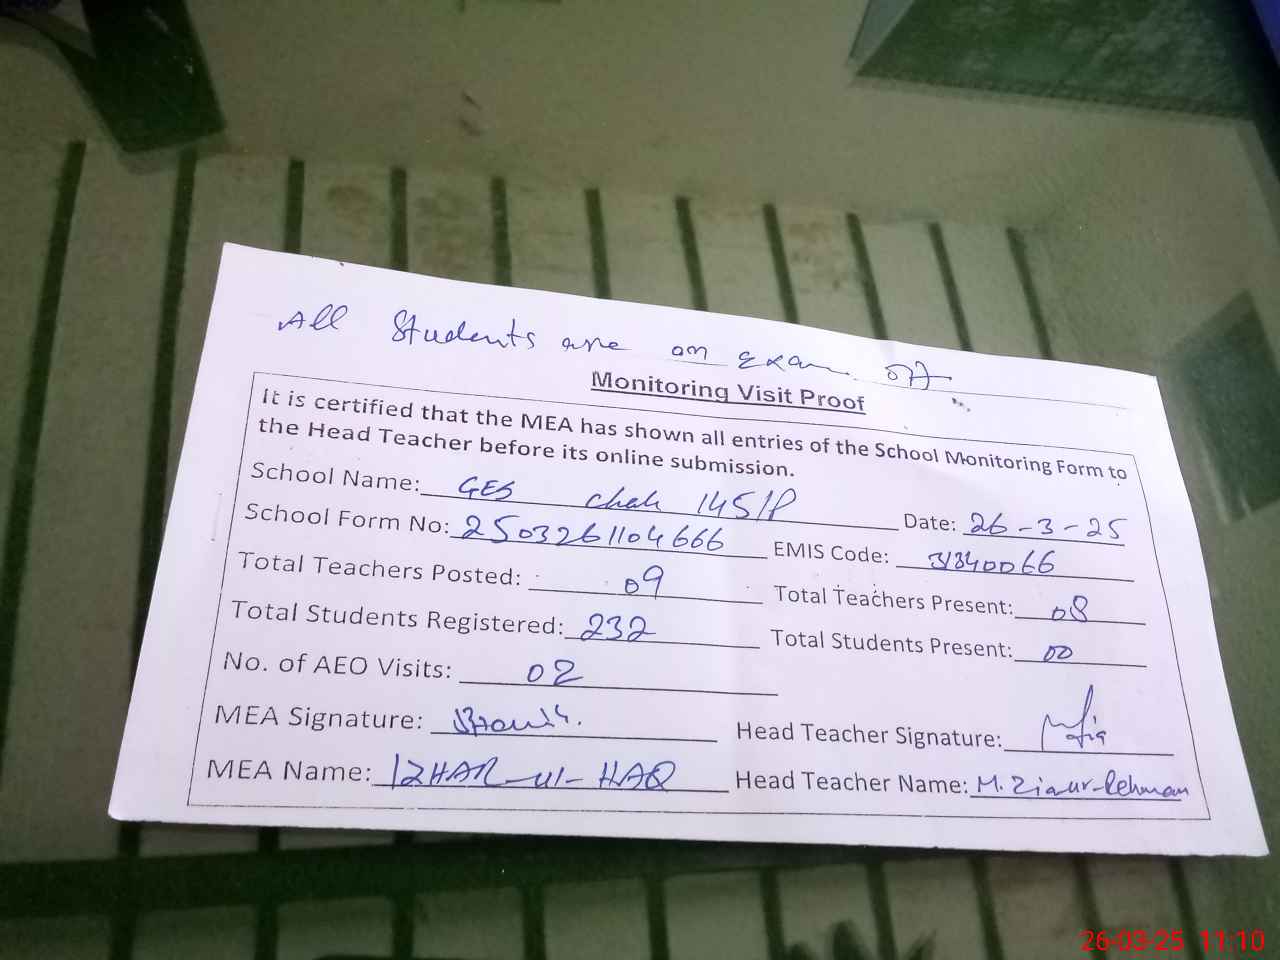 All Students are on exam off
Monitoring Visit Proof
It is certified that the MEA has shown all entries of the School Monitoring Form to
the Head Teacher before its online submission.
School Name: GES Chak 145/P Date: 26-3-25
School Form No: 2503261104666 EMIS Code: 31340066
Total Teachers Posted: 09 Total Teachers Present: 08
Total Students Registered: 232 Total Students Present: 00
No. of AEO Visits: 02
MEA Signature: Head Teacher Signature:
MEA Name: IZHAR-ul-HAQ Head Teacher Name: M. Zia-ur-Rehman
26-03-25 11:10